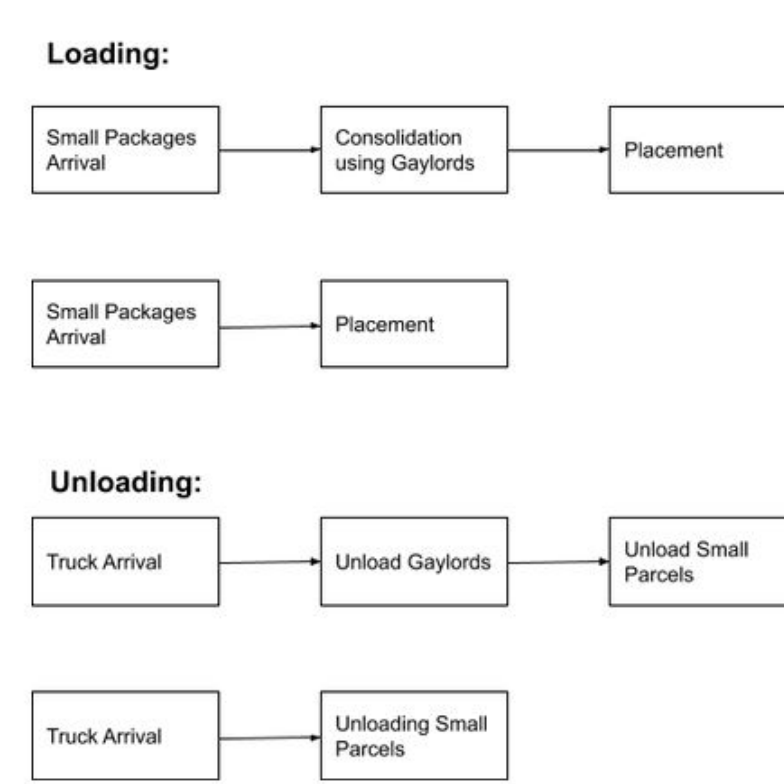 Loading:
Small Packages
Arrival
Consolidation
using Gaylords
Placement
Small Packages
Arrival
Placement
Unloading:
Truck Arrival
Unload Gaylords
Unload Small
Parcels
Truck Arrival
Unloading Small
Parcels